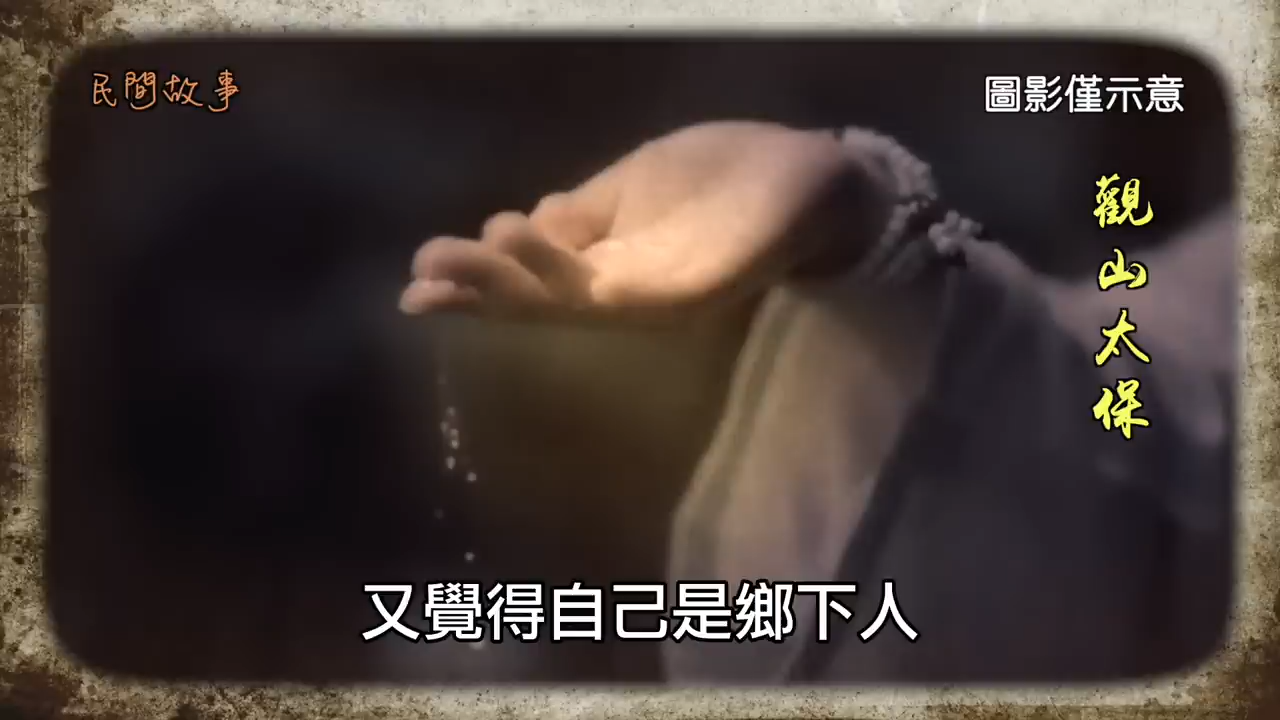 民間故事
圖影僅示意
觀山太保
又覺得自己是鄉下人